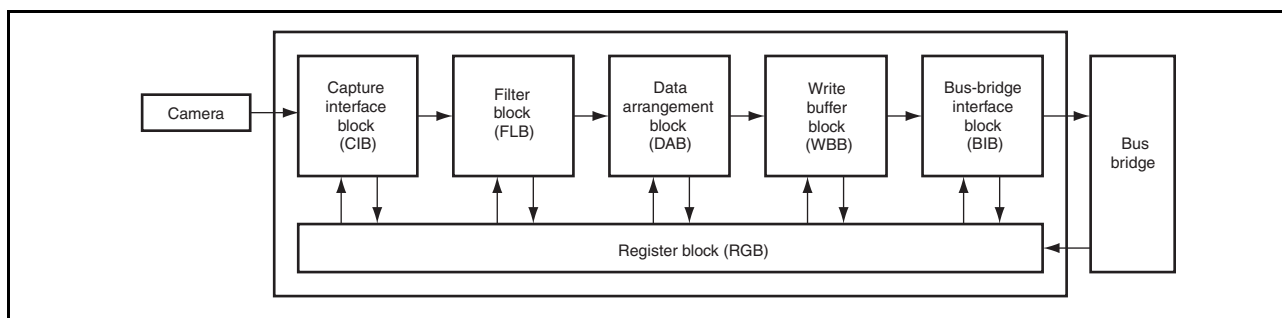 Camera
Capture
interface
block
(CIB)
Filter
block
(FLB)
Data
arrangement
block
(DAB)
Write
buffer
block
(WBB)
Bus-bridge
interface
block
(BIB)
Bus
bridge
Register block (RGB)